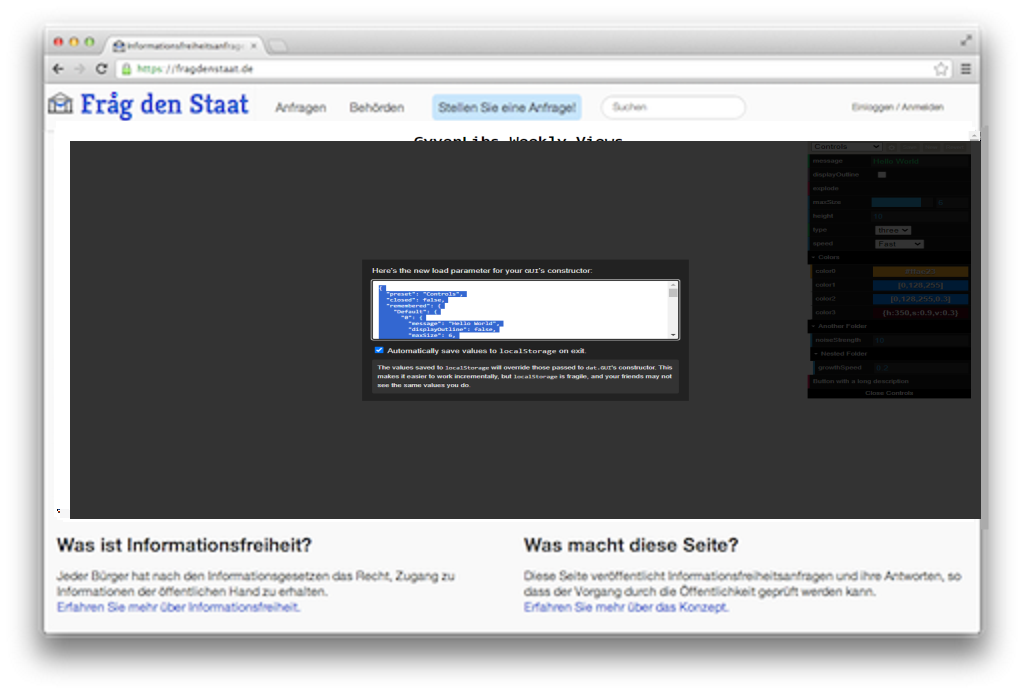 Informationsfreiheitsanfrage
https://fragdenstaat.de
Fråg den Staat
Anfragen
Behörden
Stellen Sie eine Anfrage!
Suchen
Einloggen / Anmelden
Controls
message
Hello World
displayOutline
explode
maxSize
height
type
three
speed
Fast
Here's the new load parameter for your GUI's constructor:
{
"preset": "Controls",
"closed": false,
"remembered": {
"Default": {
"0": {
"message": "Hello World",
"displayOutline": false,
"maxSize": 6,
Automatically save values to localStorage on exit.
The values saved to localStorage will override those passed to dat.GUI's constructor. This
makes it easier to work incrementally, but localStorage is fragile, and your friends may not
see the same values you do.
Colors
color0
color1
[0,128,255]
color2
[0,128,255,0.3]
color3
{h:350,s:0.9,v:0.3}
Another Folder
noiseStrength
Nested Folder
growthSpeed
Button with a long description
Close Controls
Was ist Informationsfreiheit?
Jeder Bürger hat nach den Informationsgesetzen das Recht, Zugang zu
Informationen der öffentlichen Hand zu erhalten.
Erfahren Sie mehr über Informationsfreiheit.
Was macht diese Seite?
Diese Seite veröffentlicht Informationsfreiheitsanfragen und ihre Antworten, so
dass der Vorgang durch die Öffentlichkeit geprüft werden kann.
Erfahren Sie mehr über das Konzept.